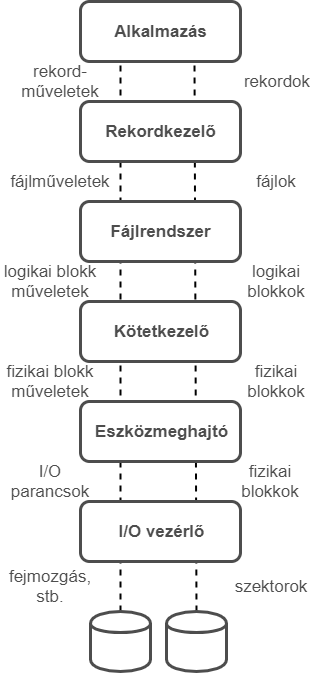 Alkalmazás
rekord-
műveletek
rekordok
Rekordkezelő
fájlműveletek
fájlok
Fájlrendszer
logikai blokk
műveletek
logikai
blokkok
Kötetkezelő
fizikai blokk
műveletek
fizikai
blokkok
Eszközmeghajtó
I/O
parancsok
fizikai
blokkok
I/O vezérlő
fejmozgás,
stb.
szektorok